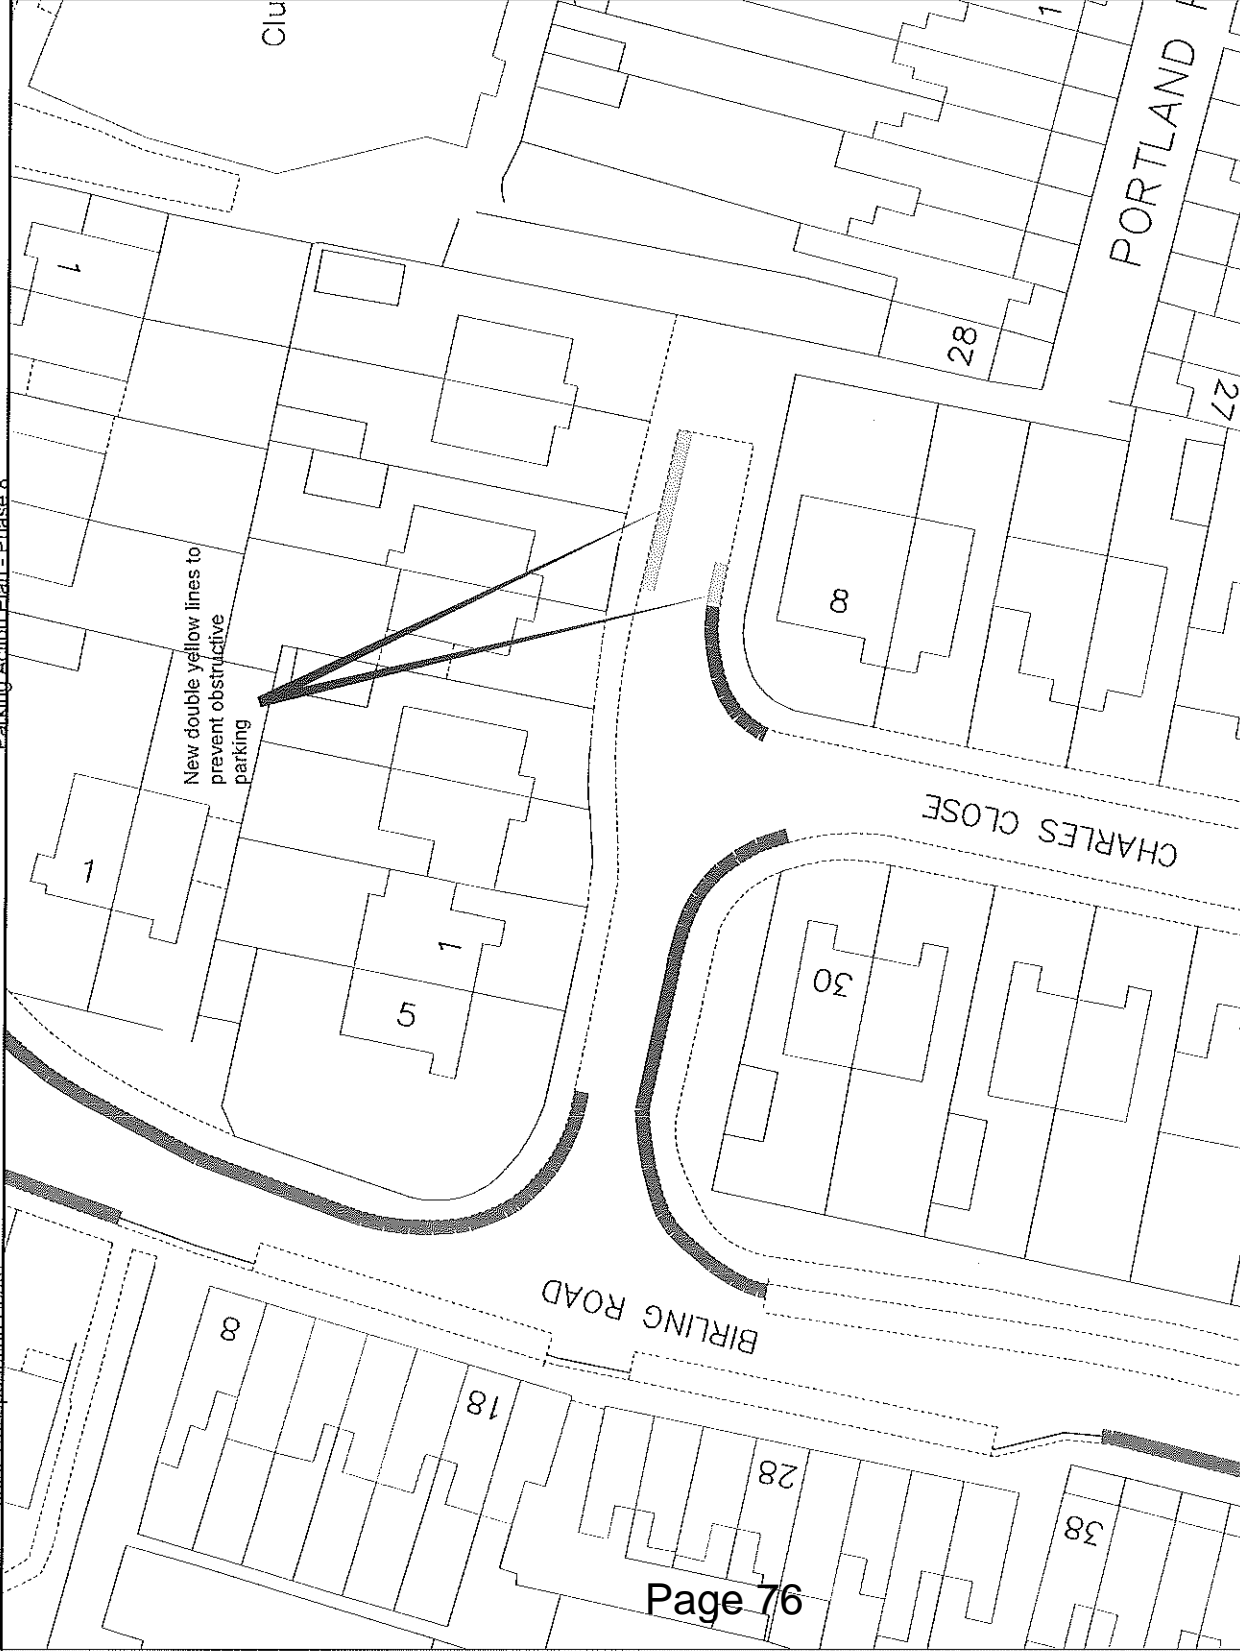 Clu
1
PORTLAND
1
28
27
New double yellow lines to
prevent obstructive
parking
8
CHARLES CLOSE
1
1
5
30
BIRLING ROAD
8
18
28
38
Page 76